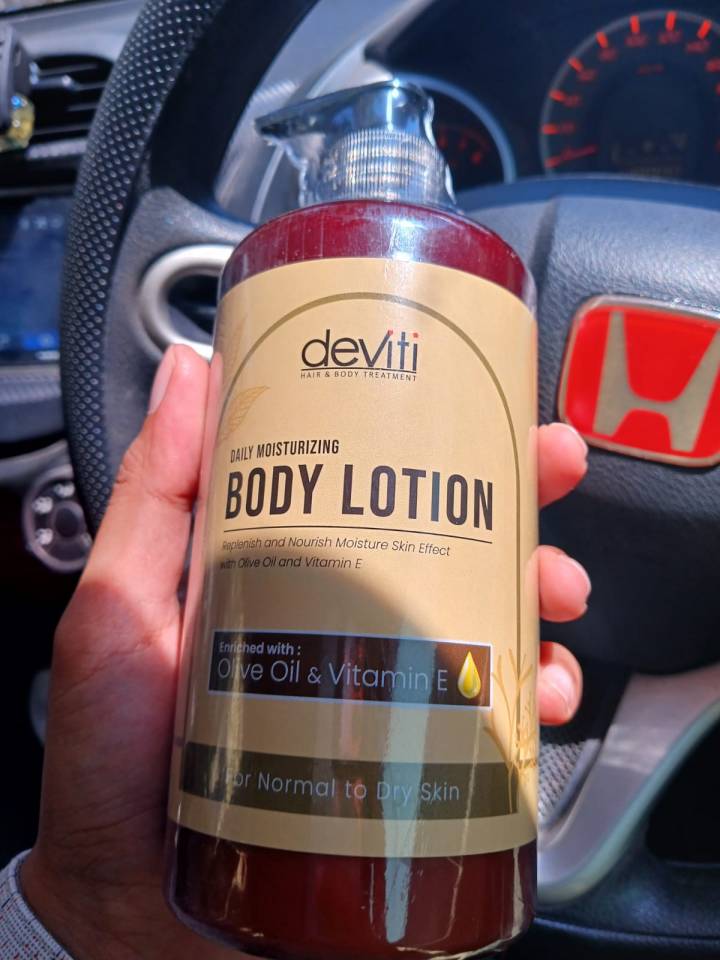 deviti
HAIR & BODY TREATMENT
DAILY MOISTURIZING
BODY LOTION
Replenish and Nourish Moisture Skin Effect
with Olive Oil and Vitamin E
Enriched with :
Olive Oil & Vitamin E
For Normal to Dry Skin